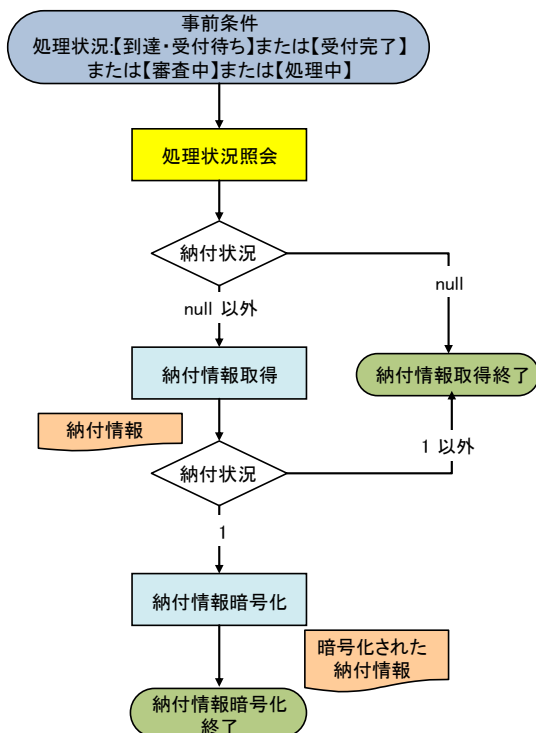 事前条件
処理状況:【到達・受付待ち】または【受付完了】
または【審査中】または【処理中】
処理状況照会
納付状況
null
null 以外
納付情報取得
納付情報取得終了
納付情報
納付状況
1 以外
1
納付情報暗号化
暗号化された
納付情報
納付情報暗号化
終了